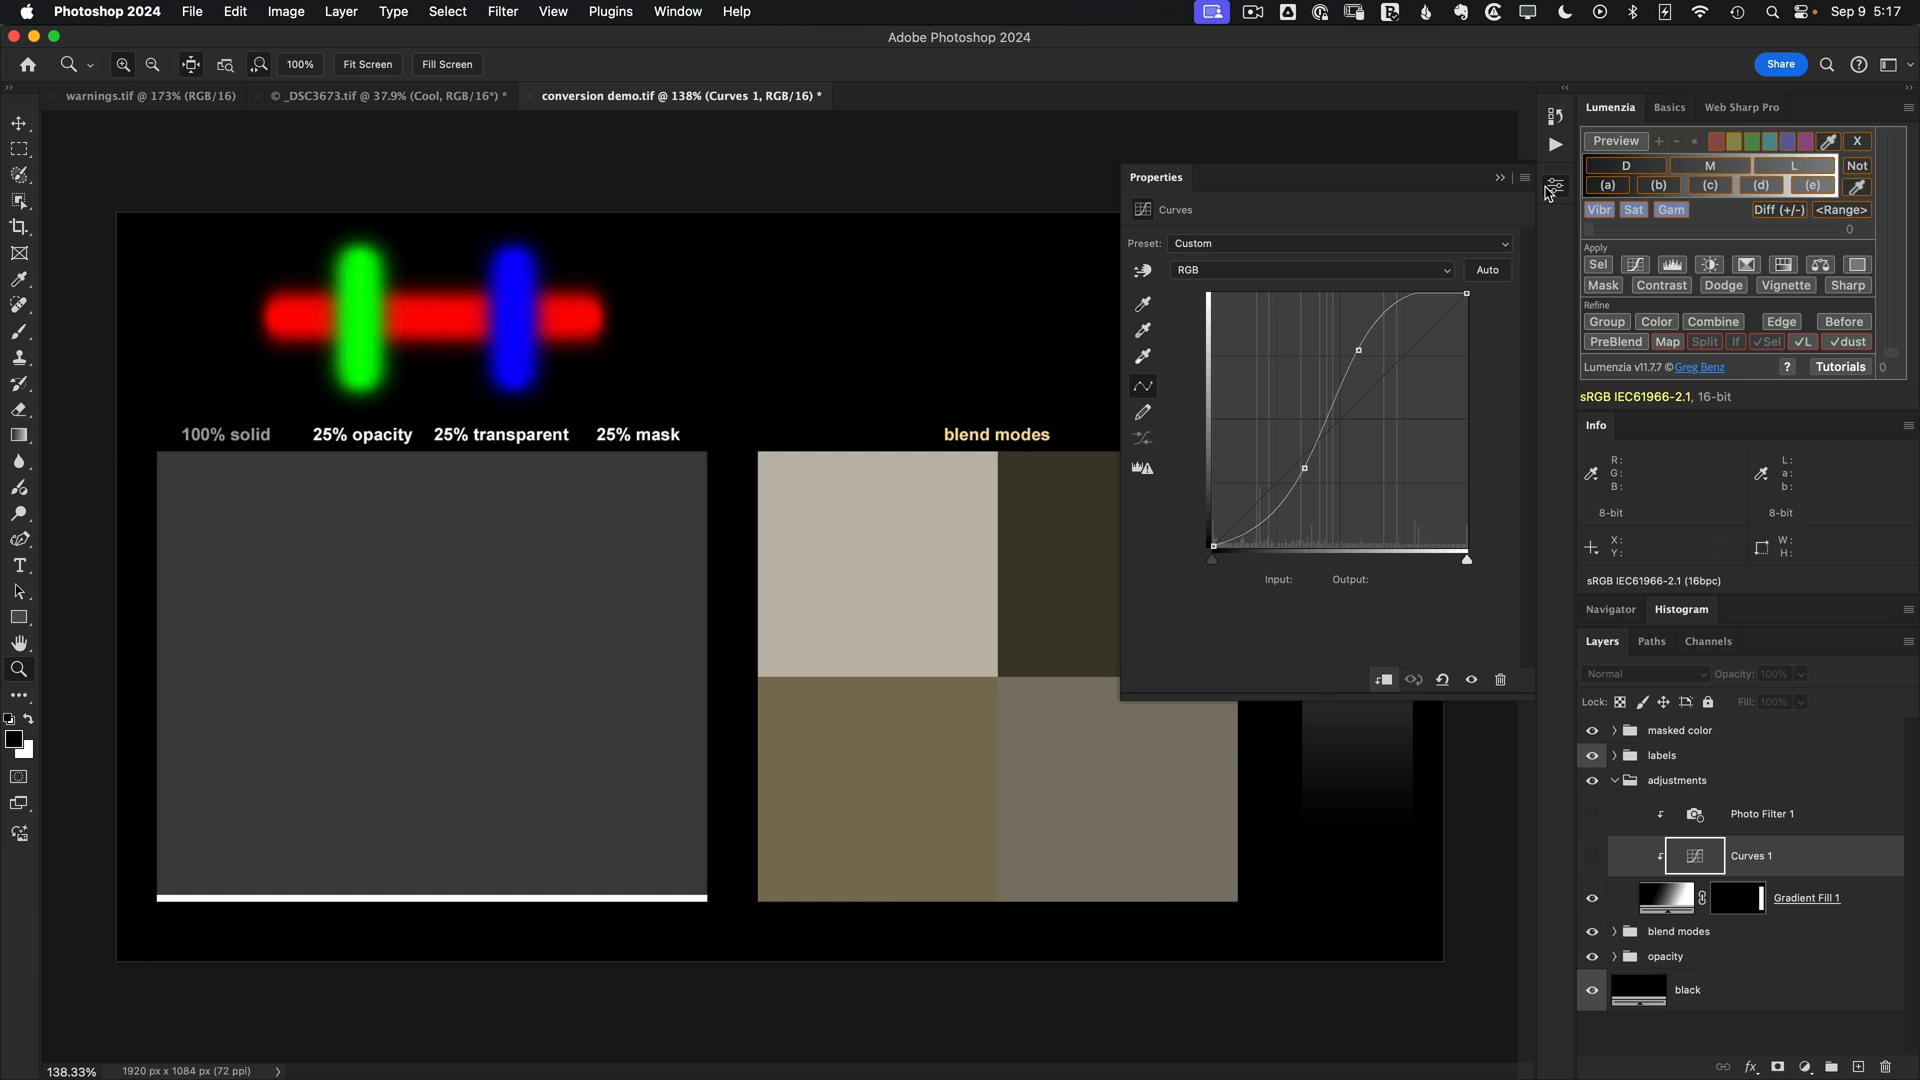 Photoshop 2024 File Edit Image Layer Type Select Filter View Plugins Window Help Sep 9 5:17
Adobe Photoshop 2024
100% Fit Screen Fill Screen Share
warnings.tif @ 173% (RGB/16) © _DSC3673.tif @ 37.9% (Cool, RGB/16*) * conversion demo.tif @ 138% (Curves 1, RGB/16) *
100% solid 25% opacity 25% transparent 25% mask
blend modes
Properties
Curves
Preset: Custom
RGB Auto
Input: Output:
Lumenzia Basics Web Sharp Pro
Preview + - * X
D M L Not
(a) (b) (c) (d) (e)
Vibr Sat Gam Diff (+/-) <Range>
0
Apply
Sel
Mask Contrast Dodge Vignette Sharp
Refine
Group Color Combine Edge Before
PreBlend Map Split If ✓Sel ✓L ✓dust
Lumenzia v11.7.7 © Greg Benz ? Tutorials 0
sRGB IEC61966-2.1, 16-bit
Info
R: L:
G: a:
B: b:
8-bit 8-bit
X: W:
Y: H:
sRGB IEC61966-2.1 (16bpc)
Navigator Histogram
Layers Paths Channels
Normal Opacity: 100%
Lock: Fill: 100%
masked color
labels
adjustments
Photo Filter 1
Curves 1
Gradient Fill 1
blend modes
opacity
black
fx
138.33% 1920 px x 1084 px (72 ppi)